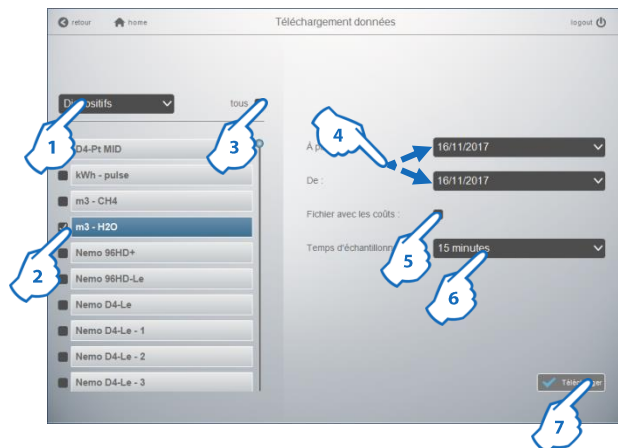 retour home Téléchargement données logout
tous
D4-Pt MID
kWh - pulse
m3 - CH4
m3 - H2O
Nemo 96HD+
Nemo 96HD-Le
Nemo D4-Le
Nemo D4-Le - 1
Nemo D4-Le - 2
Nemo D4-Le - 3
1
2
3
À
16/11/2017
De :
16/11/2017
Fichier avec les coûts :
Temps
15 minutes
4
5
6
7